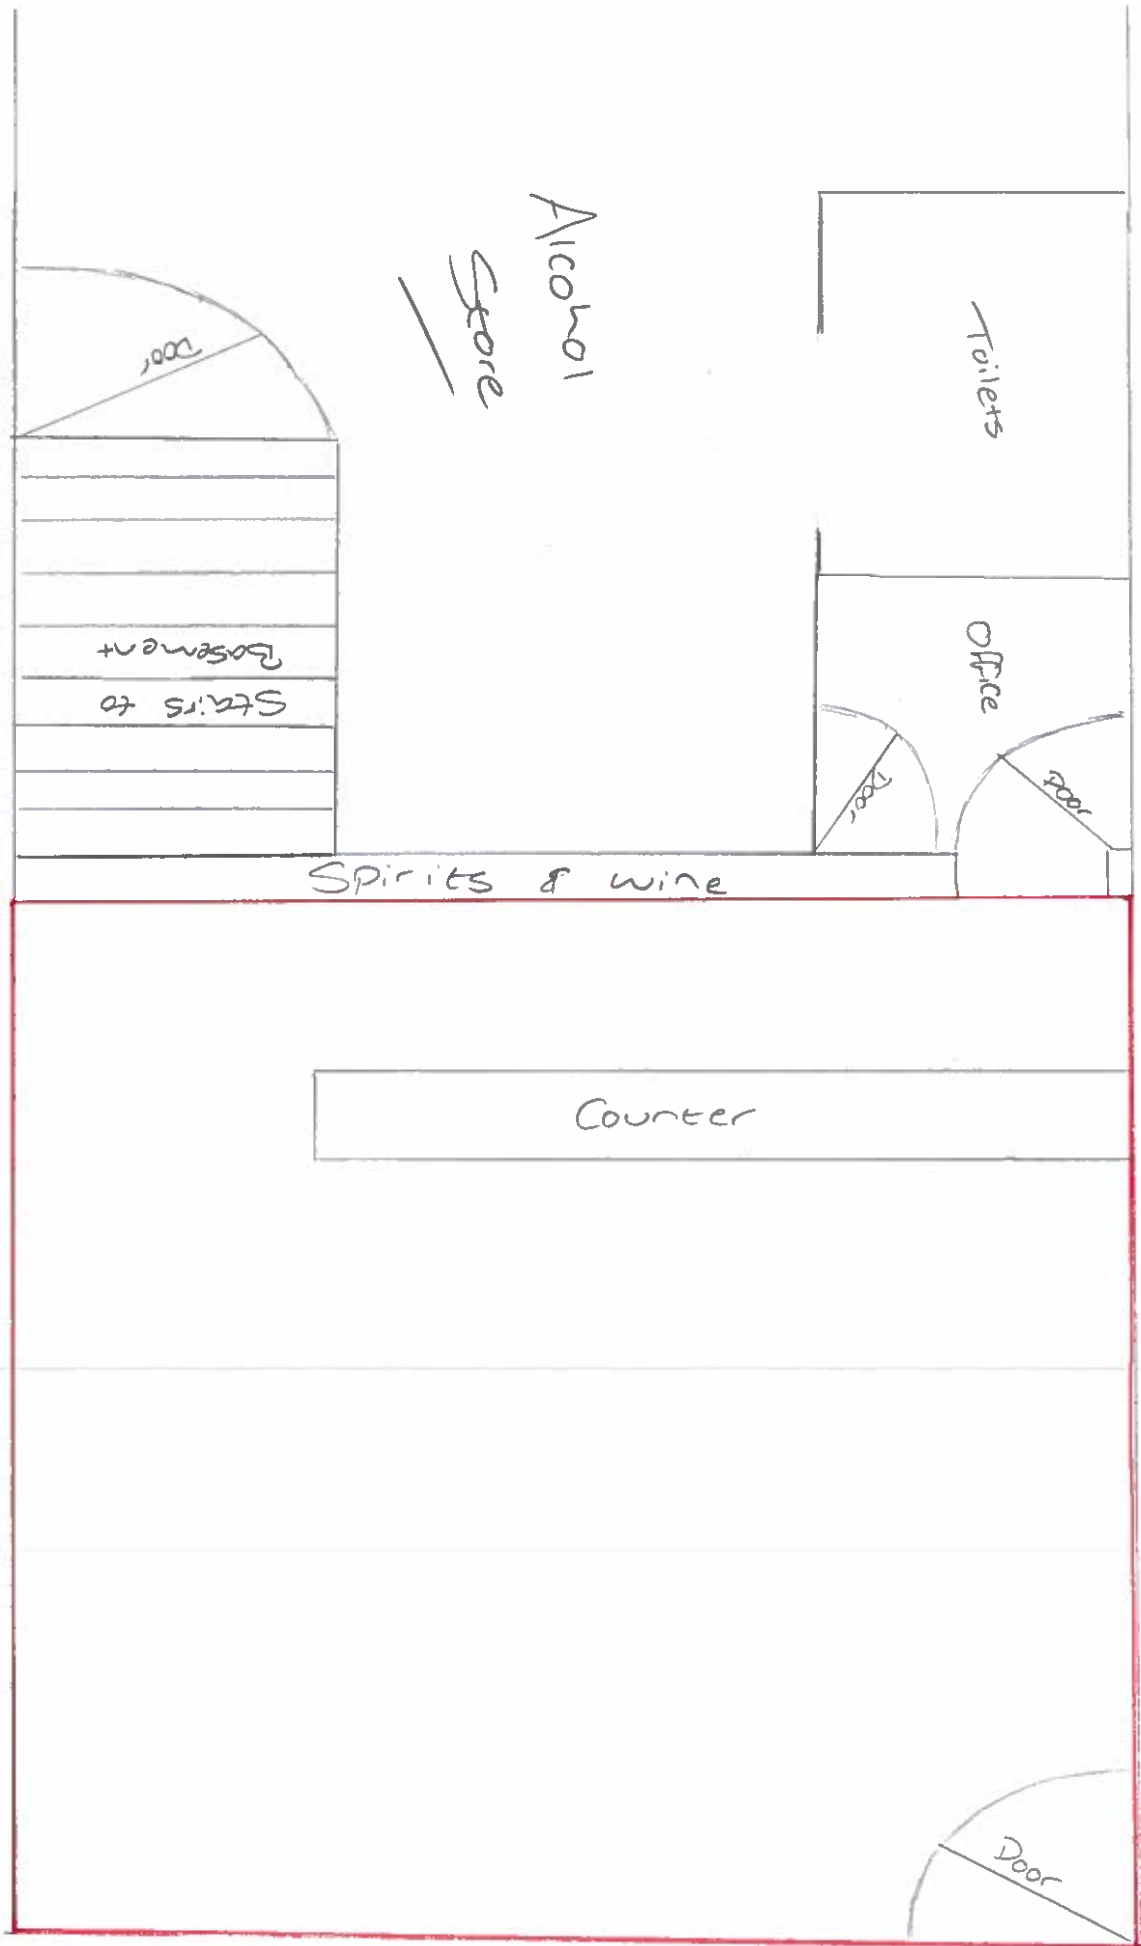 Alcohol
Store
Toilets
Door
Office
Stairs to
Basement
Door
Door
Spirits & wine
Counter
Door